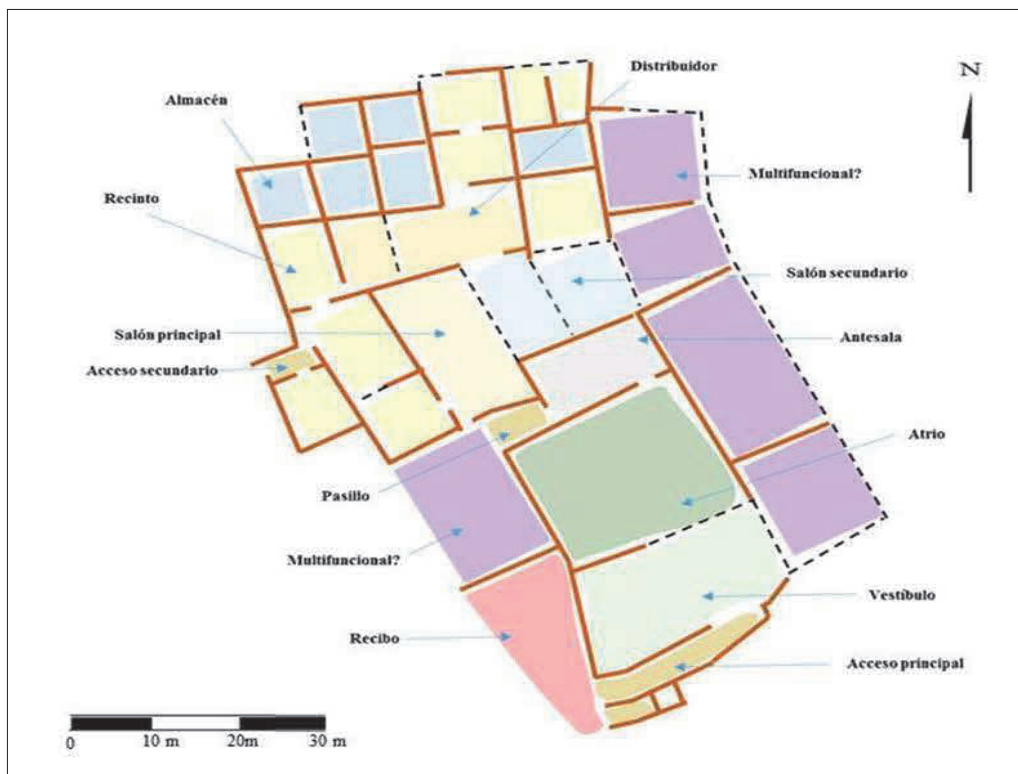 Distribuidor
N
Almacén
Multifuncional?
Recinto
Salón secundario
Salón principal
Antesala
Acceso secundario
Atrio
Pasillo
Multifuncional?
Vestíbulo
Recibo
Acceso principal
0 10 m 20m 30 m